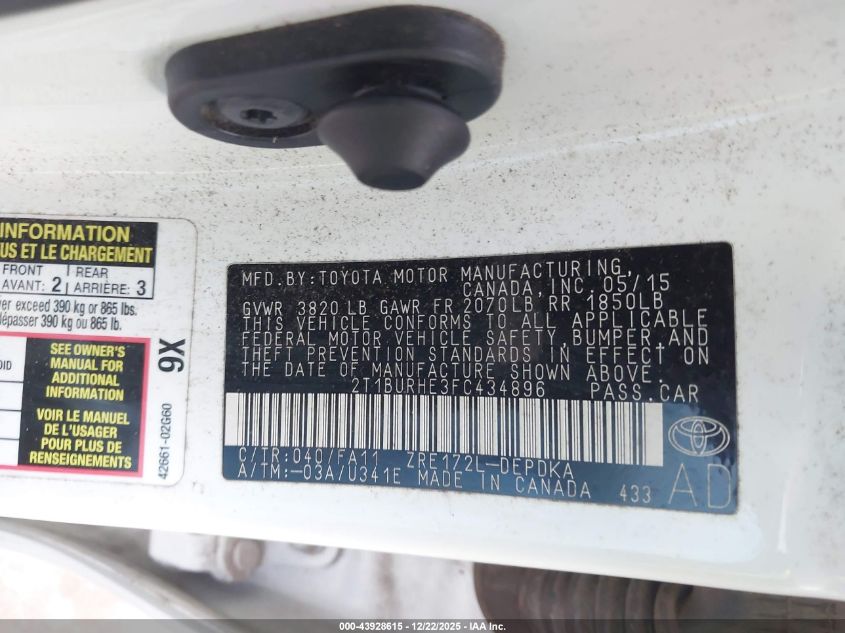 INFORMATION
US ET LE CHARGEMENT
FRONT REAR
AVANT: 2 ARRIÈRE: 3
er exceed 390 kg or 865 lbs.
dépasser 390 kg ou 865 lb.
OID
SEE OWNER'S
MANUAL FOR
ADDITIONAL
INFORMATION
VOIR LE MANUEL
DE L'USAGER
POUR PLUS DE
RENSEIGNEMENTS
9X
42661-02G60
MFD.BY:TOYOTA MOTOR MANUFACTURING,
CANADA, INC. 05/15
GVWR 3820 LB GAWR FR 2070LB RR 1850LB
THIS VEHICLE CONFORMS TO ALL APPLICABLE
FEDERAL MOTOR VEHICLE SAFETY, BUMPER, AND
THEFT PREVENTION STANDARDS IN EFFECT ON
THE DATE OF MANUFACTURE SHOWN ABOVE.
2T1BURHE3FC434896 PASS.CAR
C/TR:040/FA11 ZRE172L-DEPDKA
A/TM:-03A/U341E MADE IN CANADA 433
AD
000-43928615 - 12/22/2025 - IAA Inc.